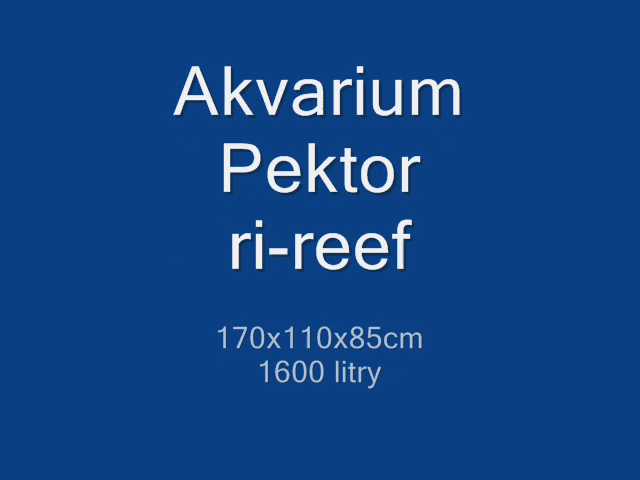 Akvarium
Pektor
ri-reef
170x110x85cm
1600 litry